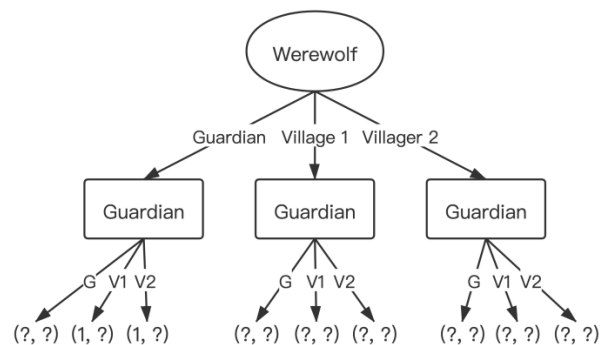 Werewolf
Guardian Village 1 Villager 2
Guardian Guardian Guardian
G V1 V2 G V1 V2 G V1 V2
(?, ?) (1, ?) (1, ?) (?, ?) (?, ?) (?, ?) (?, ?) (?, ?) (?, ?)